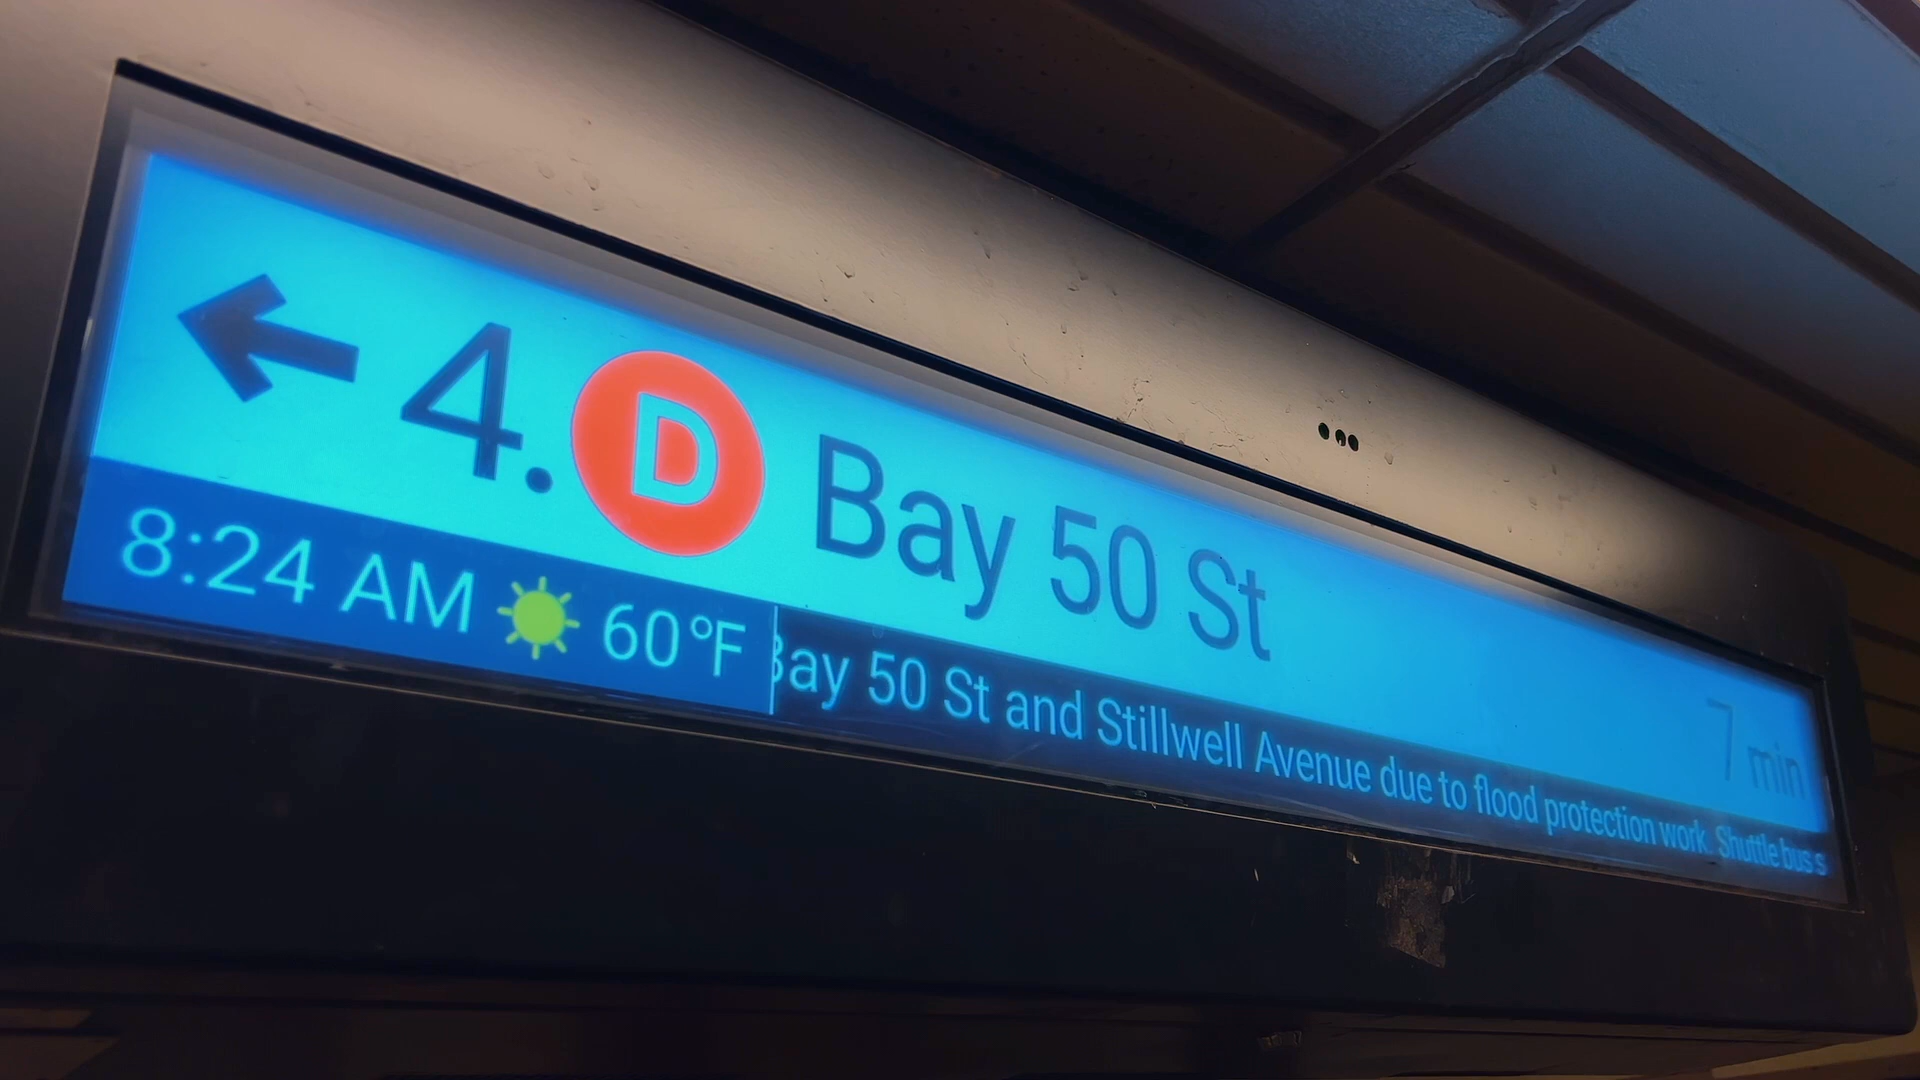 ← 4. D Bay 50 St 7 min
8:24 AM 60°F Bay 50 St and Stillwell Avenue due to flood protection work. Shuttle bus s